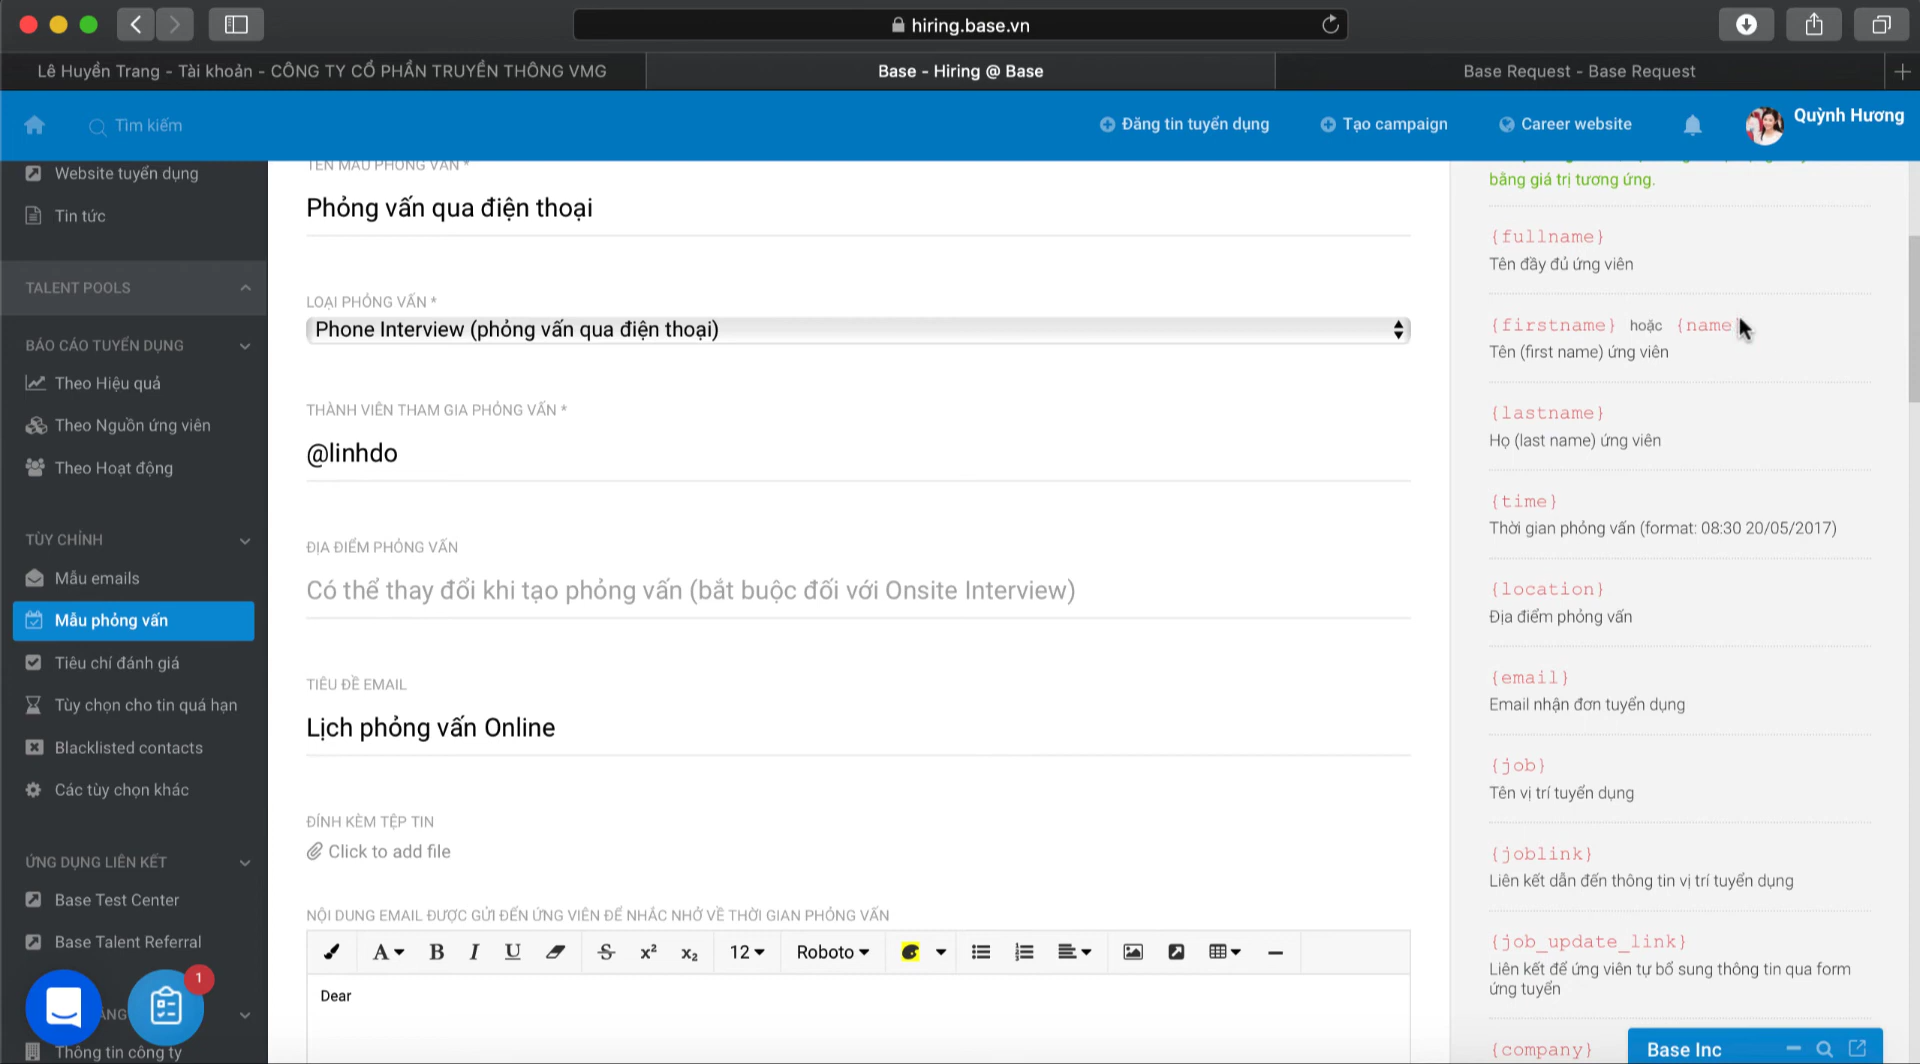 hiring.base.vn
Lê Huyền Trang - Tài khoản - CÔNG TY CỔ PHẦN TRUYỀN THÔNG VMG
Base - Hiring @ Base
Base Request - Base Request
Tìm kiếm
Đăng tin tuyển dụng
Tạo campaign
Career website
Quỳnh Hương
Website tuyển dụng
Tin tức
TALENT POOLS
BÁO CÁO TUYỂN DỤNG
Theo Hiệu quả
Theo Nguồn ứng viên
Theo Hoạt động
TÙY CHỈNH
Mẫu emails
Mẫu phỏng vấn
Tiêu chí đánh giá
Tùy chọn cho tin quá hạn
Blacklisted contacts
Các tùy chọn khác
ỨNG DỤNG LIÊN KẾT
Base Test Center
Base Talent Referral
1
ÀNG
Thông tin công ty
TÊN MẪU PHỎNG VẤN *
Phỏng vấn qua điện thoại
LOẠI PHỎNG VẤN *
Phone Interview (phỏng vấn qua điện thoại)
THÀNH VIÊN THAM GIA PHỎNG VẤN *
@linhdo
ĐỊA ĐIỂM PHỎNG VẤN
Có thể thay đổi khi tạo phỏng vấn (bắt buộc đối với Onsite Interview)
TIÊU ĐỀ EMAIL
Lịch phỏng vấn Online
ĐÍNH KÈM TỆP TIN
Click to add file
NỘI DUNG EMAIL ĐƯỢC GỬI ĐẾN ỨNG VIÊN ĐỂ NHẮC NHỞ VỀ THỜI GIAN PHỎNG VẤN
A B I U S x² x₂ 12 Roboto
Dear
bằng giá trị tương ứng.
{fullname}
Tên đầy đủ ứng viên
{firstname} hoặc {name
Tên (first name) ứng viên
{lastname}
Họ (last name) ứng viên
{time}
Thời gian phỏng vấn (format: 08:30 20/05/2017)
{location}
Địa điểm phỏng vấn
{email}
Email nhận đơn tuyển dụng
{job}
Tên vị trí tuyển dụng
{joblink}
Liên kết dẫn đến thông tin vị trí tuyển dụng
{job_update_link}
Liên kết để ứng viên tự bổ sung thông tin qua form
ứng tuyển
{company}
Base Inc